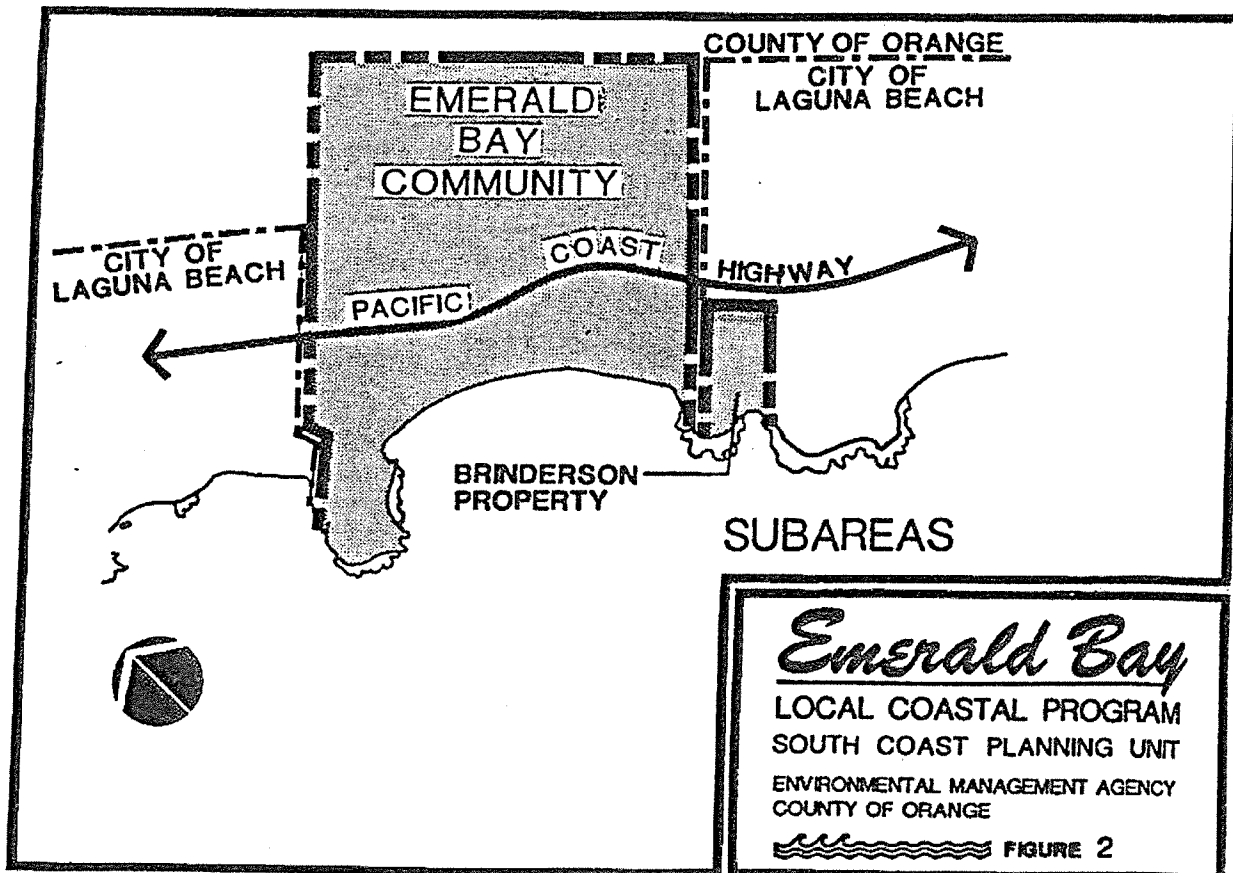 COUNTY OF ORANGE
CITY OF
LAGUNA BEACH
EMERALD
BAY
COMMUNITY
CITY OF
LAGUNA BEACH
PACIFIC
COAST
HIGHWAY
BRINDERSON
PROPERTY
SUBAREAS
Emerald Bay
LOCAL COASTAL PROGRAM
SOUTH COAST PLANNING UNIT
ENVIRONMENTAL MANAGEMENT AGENCY
COUNTY OF ORANGE
FIGURE 2